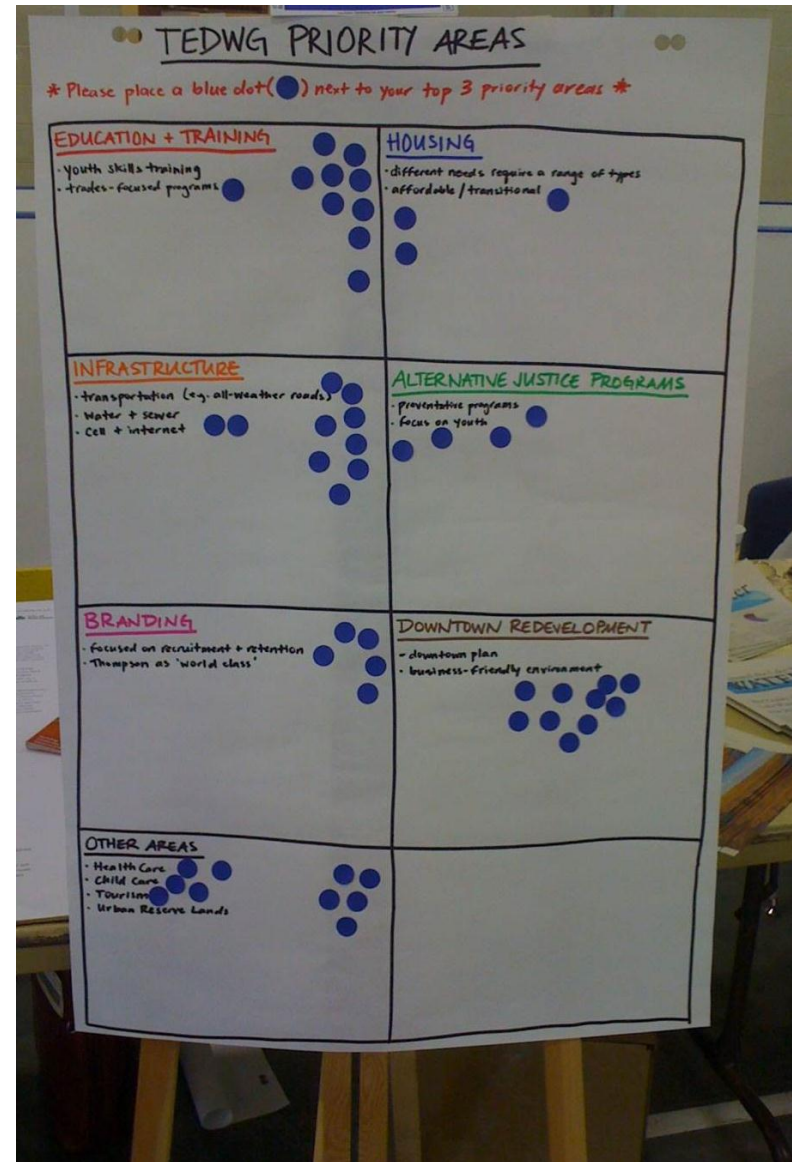 TEDWG PRIORITY AREAS
* Please place a blue dot ( ) next to your top 3 priority areas *
EDUCATION + TRAINING
· youth skills training
· trades-focused programs
HOUSING
· different needs require a range of types
· affordable / transitional
INFRASTRUCTURE
· transportation (e.g. all-weather roads)
· Water + sewer
· Cell + internet
ALTERNATIVE JUSTICE PROGRAMS
· preventative programs
· focus on youth
BRANDING
· focused on recruitment + retention
· Thompson as 'world class'
DOWNTOWN REDEVELOPMENT
- downtown plan
· business-friendly environment
OTHER AREAS
· Health Care
· Child Care
· Tourism
· Urban Reserve Lands